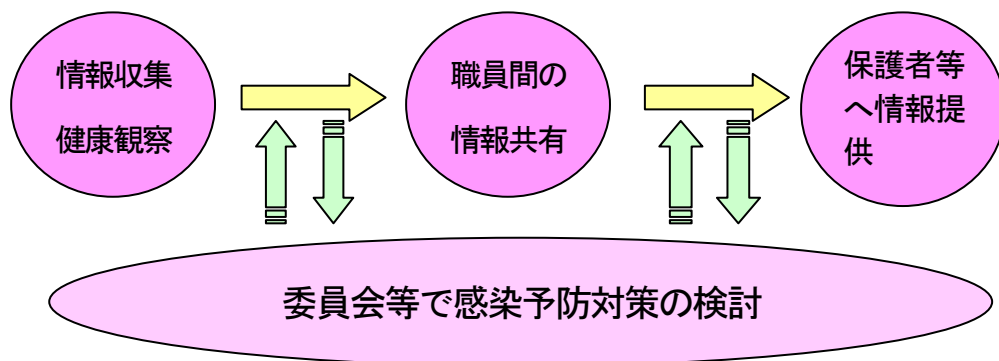 情報収集
健康観察
職員間の
情報共有
保護者等
へ情報提
供
委員会等で感染予防対策の検討